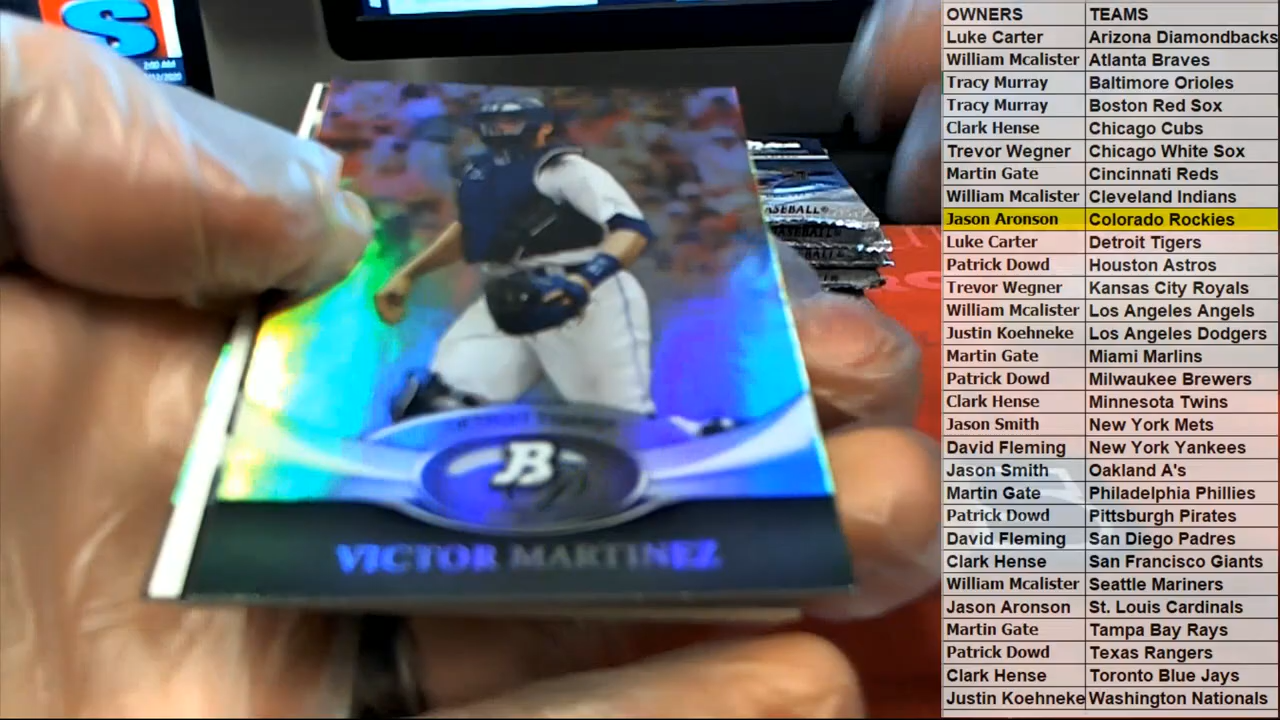 S
2:00 AM
/2020
B
VICTOR MARTINEZ
ASEBALL
BASEBALL
OWNERS TEAMS
Luke Carter Arizona Diamondbacks
William Mcalister Atlanta Braves
Tracy Murray Baltimore Orioles
Tracy Murray Boston Red Sox
Clark Hense Chicago Cubs
Trevor Wegner Chicago White Sox
Martin Gate Cincinnati Reds
William Mcalister Cleveland Indians
Jason Aronson Colorado Rockies
Luke Carter Detroit Tigers
Patrick Dowd Houston Astros
Trevor Wegner Kansas City Royals
William Mcalister Los Angeles Angels
Justin Koehneke Los Angeles Dodgers
Martin Gate Miami Marlins
Patrick Dowd Milwaukee Brewers
Clark Hense Minnesota Twins
Jason Smith New York Mets
David Fleming New York Yankees
Jason Smith Oakland A's
Martin Gate Philadelphia Phillies
Patrick Dowd Pittsburgh Pirates
David Fleming San Diego Padres
Clark Hense San Francisco Giants
William Mcalister Seattle Mariners
Jason Aronson St. Louis Cardinals
Martin Gate Tampa Bay Rays
Patrick Dowd Texas Rangers
Clark Hense Toronto Blue Jays
Justin Koehneke Washington Nationals